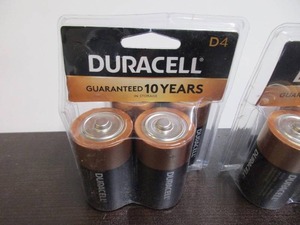 D4
DURACELL
GUARANTEED 10 YEARS
IN STORAGE